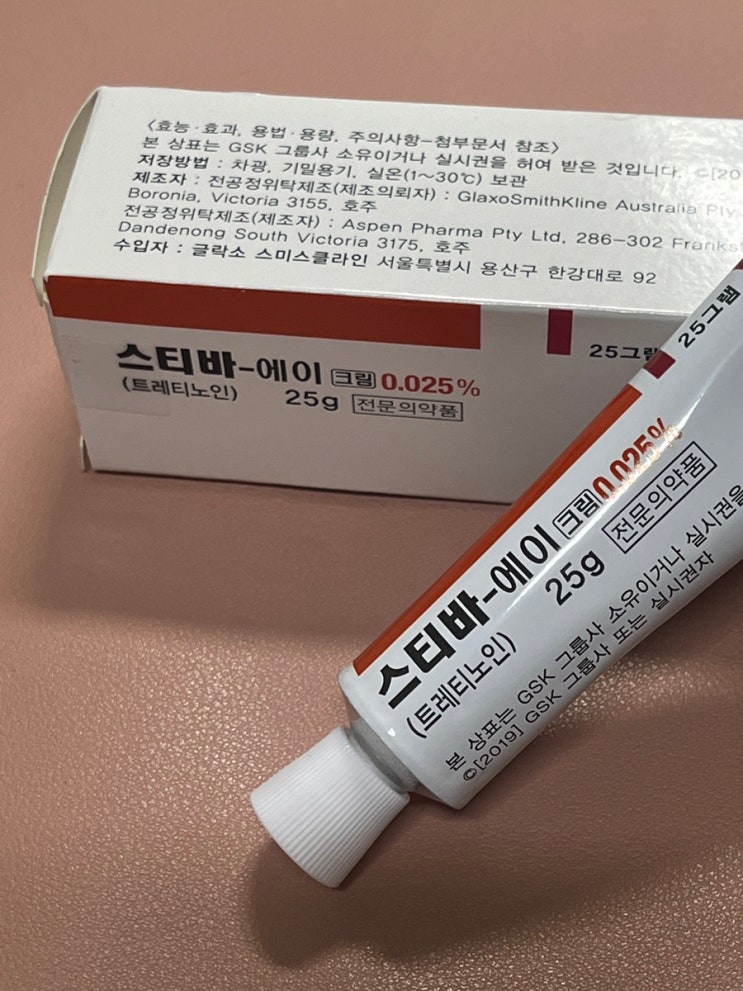 <효능·효과, 용법·용량, 주의사항-첨부문서 참조>
본 상표는 GSK 그룹사 소유이거나 실시권을 허여 받은 것입니다.
저장방법 : 차광, 기밀용기, 실온(1~30℃) 보관
제조자 : 전공정위탁제조(제조의뢰자) : GlaxoSmithKline Australia Pty
Boronia, Victoria 3155, 호주
전공정위탁제조(제조자) : Aspen Pharma Pty Ltd, 286-302 Frankst
Dandenong South Victoria 3175, 호주
수입자 : 글락소 스미스클라인 서울특별시 용산구 한강대로 92
25그램
스티바-에이 크림 0.025%
(트레티노인) 25g 전문의약품
25그램
스티바-에이 크림 0.025%
(트레티노인) 25g 전문의약품
본 상표는 GSK 그룹사 소유이거나 실시권을
©[2019] GSK 그룹사 또는 실시권자